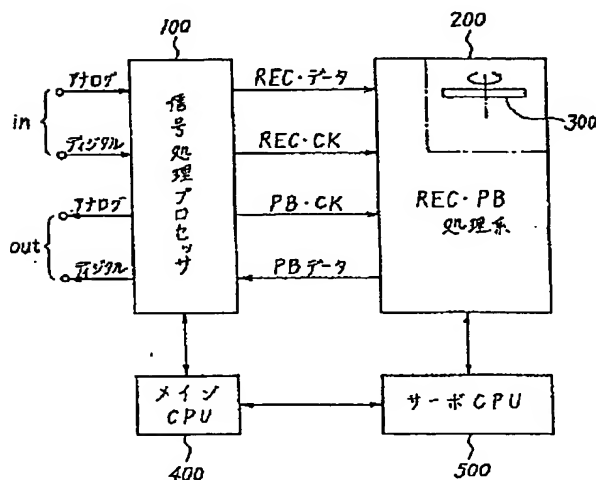 100
200
アナログ
ディジタル
in
アナログ
ディジタル
out
信号処理プロセッサ
REC・データ
REC・CK
PB・CK
PBデータ
300
REC・PB
処理系
メイン
CPU
サーボCPU
400
500